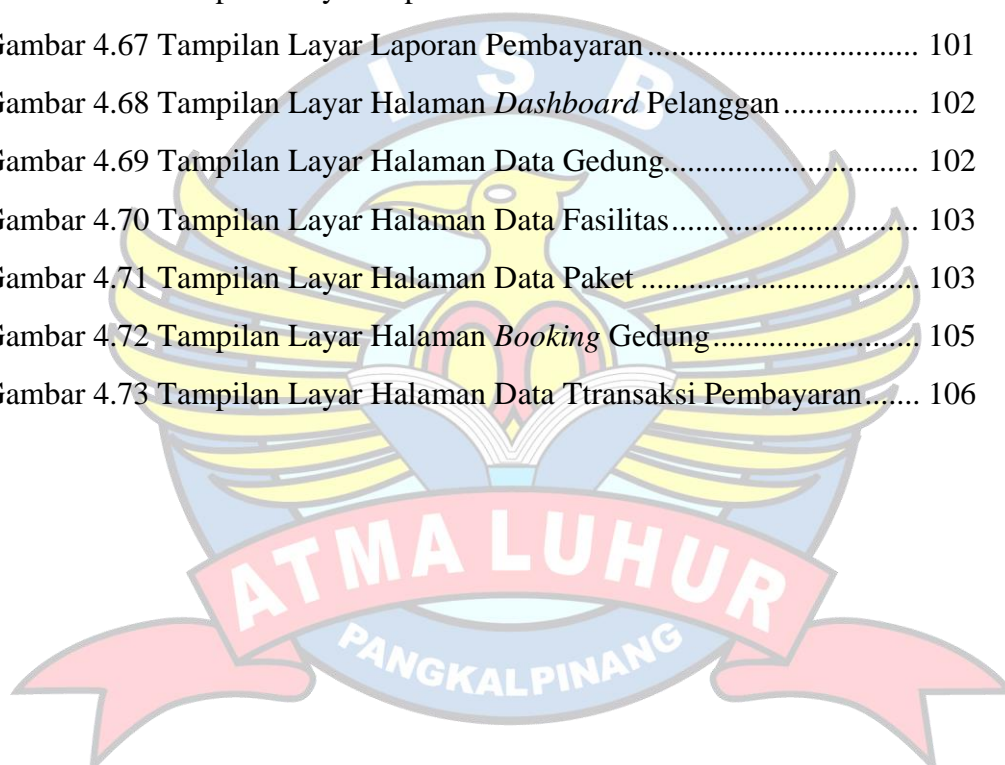 Gambar 4.67 Tampilan Layar Laporan Pembayaran ................................ 101
Gambar 4.68 Tampilan Layar Halaman Dashboard Pelanggan ................ 102
Gambar 4.69 Tampilan Layar Halaman Data Gedung.............................. 102
Gambar 4.70 Tampilan Layar Halaman Data Fasilitas............................. 103
Gambar 4.71 Tampilan Layar Halaman Data Paket ................................. 103
Gambar 4.72 Tampilan Layar Halaman Booking Gedung........................ 105
Gambar 4.73 Tampilan Layar Halaman Data Ttransaksi Pembayaran....... 106
I S B
ATMA LUHUR
PANGKALPINANG